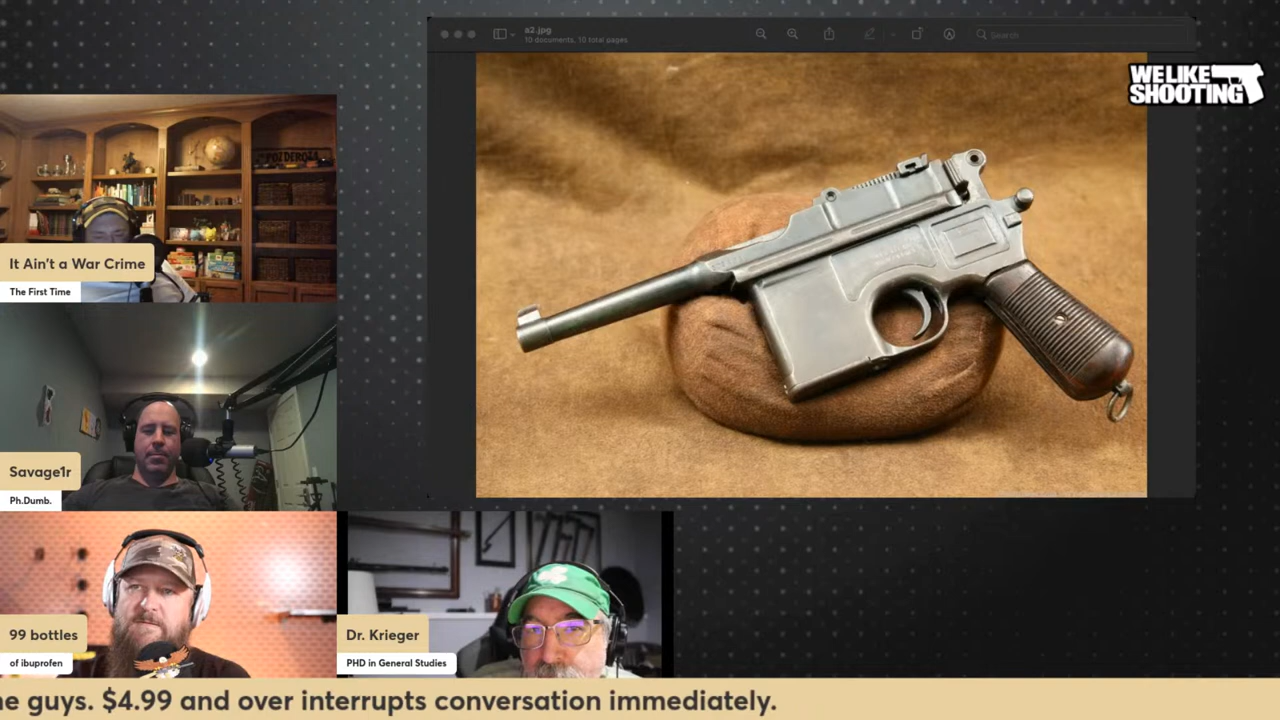 a2.jpg
10 documents, 10 total pages
Search
WE LIKE
SHOOTING
It Ain't a War Crime
The First Time
Savage1r
Ph.Dumb.
99 bottles
of ibuprofen
Dr. Krieger
PHD in General Studies
ne guys. $4.99 and over interrupts conversation immediately.